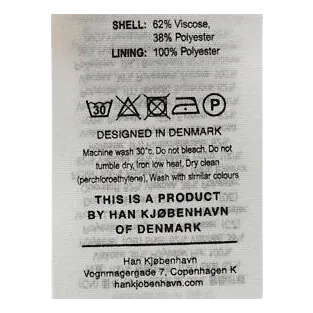 SHELL: 62% Viscose,
38% Polyester
LINING: 100% Polyester
30 P
DESIGNED IN DENMARK
Machine wash 30°c. Do not bleach. Do not
tumble dry, Iron low heat, Dry clean
(perchloroethylene), Wash with similar colours
THIS IS A PRODUCT
BY HAN KJØBENHAVN
OF DENMARK
Han Kjøbenhavn
Vognmagergade 7, Copenhagen K
hankjobenhavn.com